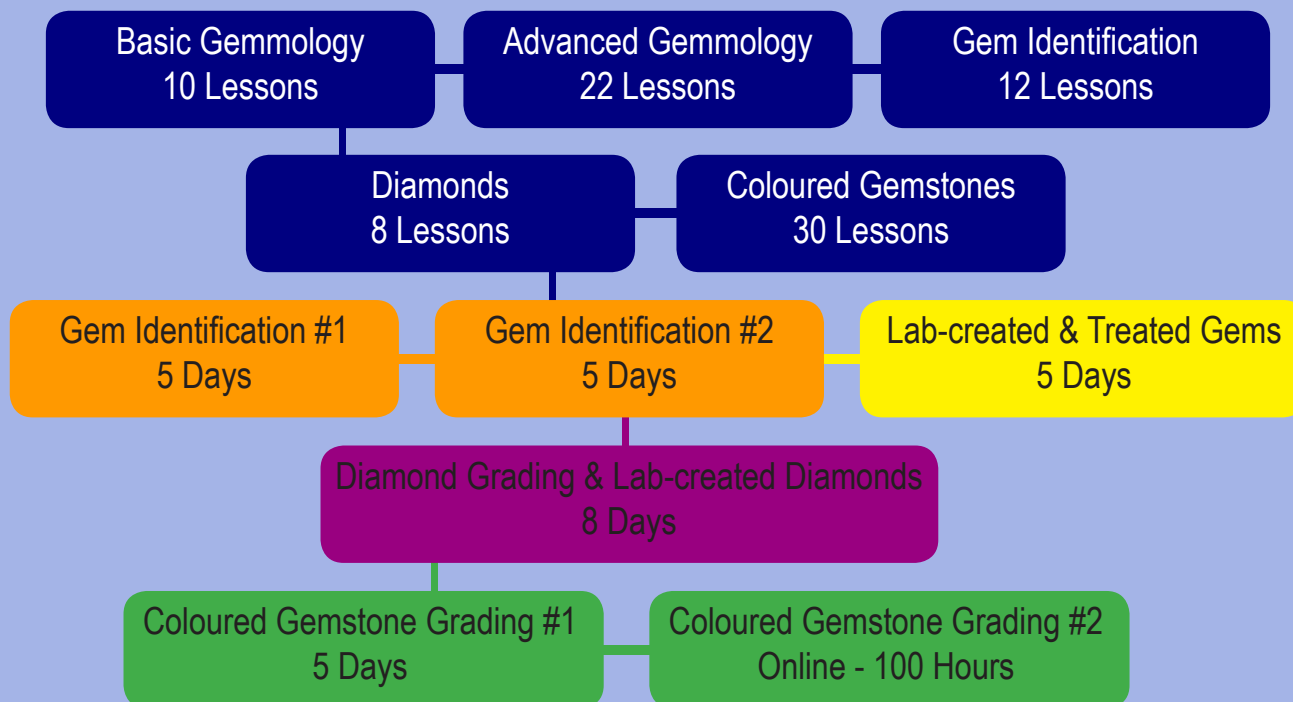 Basic Gemmology
10 Lessons
Advanced Gemmology
22 Lessons
Gem Identification
12 Lessons
Diamonds
8 Lessons
Coloured Gemstones
30 Lessons
Gem Identification #1
5 Days
Gem Identification #2
5 Days
Lab-created & Treated Gems
5 Days
Diamond Grading & Lab-created Diamonds
8 Days
Coloured Gemstone Grading #1
5 Days
Coloured Gemstone Grading #2
Online - 100 Hours